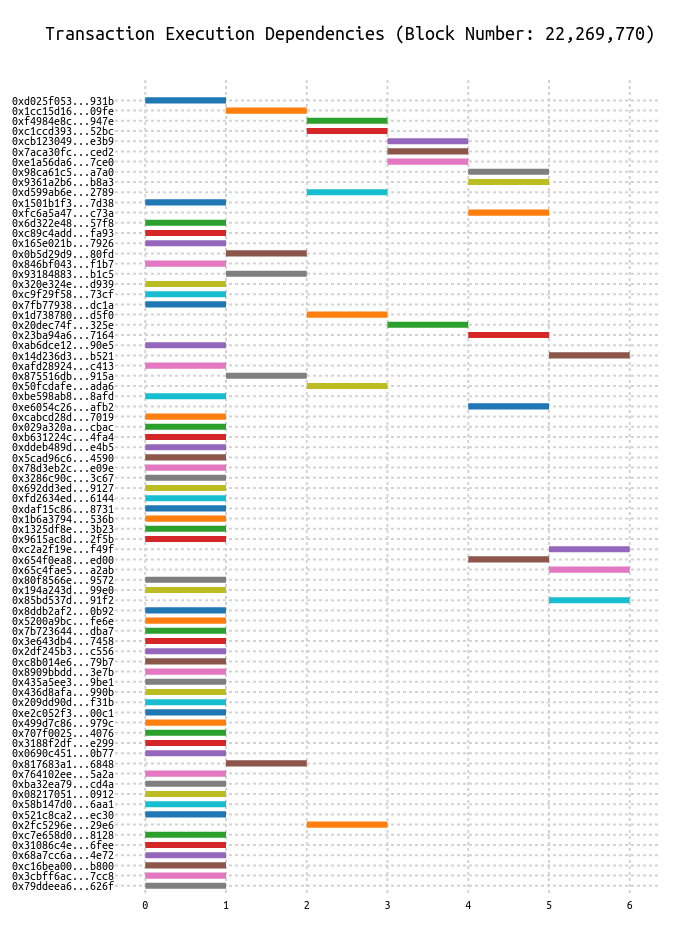 Transaction Execution Dependencies (Block Number: 22,269,770)
0xd025f053...931b
0x1cc15d16...09fe
0xf4984e8c...947e
0xc1ccd393...52bc
0xcb123049...e3b9
0x7aca30fc...ced2
0xe1a56da6...7ce0
0x98ca61c5...a7a0
0x9361a2b6...b8a3
0xd599ab6e...2789
0x1501b1f3...7d38
0xfc6a5a47...c73a
0x6d322e48...57f8
0xc89c4add...fa93
0x165e021b...7926
0x0b5d29d9...80fd
0x846bf043...f1b7
0x93184883...b1c5
0x320e324e...d939
0xc9f29f58...73cf
0x7fb77938...dc1a
0x1d738780...d5f0
0x20dec74f...325e
0x23ba94a6...7164
0xab6dce12...90e5
0x14d236d3...b521
0xafd28924...c413
0x875516db...915a
0x50fcdafe...ada6
0xbe598ab8...8afd
0xe6054c26...afb2
0xcabcd28d...7019
0x029a320a...cbac
0xb631224c...4fa4
0xddeb489d...e4b5
0x5cad96c6...4590
0x78d3eb2c...e09e
0x3286c90c...3c67
0x692dd3ed...9127
0xfd2634ed...6144
0xdaf15c86...8731
0x1b6a3794...536b
0x1325df8e...3b23
0x9615ac8d...2f5b
0xc2a2f19e...f49f
0x654f0ea8...ed00
0x65c4fae5...a2ab
0x80f8566e...9572
0x194a243d...99e0
0x85bd537d...91f2
0x8ddb2af2...0b92
0x5200a9bc...fe6e
0x7b723644...dba7
0x3e643db4...7458
0x2df245b3...c556
0xc8b014e6...79b7
0x8909bbdd...3e7b
0x435a5ee3...9be1
0x436d8afa...990b
0x209dd90d...f31b
0xe2c052f3...00c1
0x499d7c86...979c
0x707f0025...4076
0x3188f2df...e299
0x0690c451...0b77
0x817683a1...6848
0x764102ee...5a2a
0xba32ea79...cd4a
0x08217051...0912
0x58b147d0...6aa1
0x521c8ca2...ec30
0x2fc5296e...29e6
0xc7e658d0...8128
0x31086c4e...6fee
0x68a7cc6a...4e72
0xc16bea00...b800
0x3cbff6ac...7cc8
0x79ddeea6...626f
0 1 2 3 4 5 6